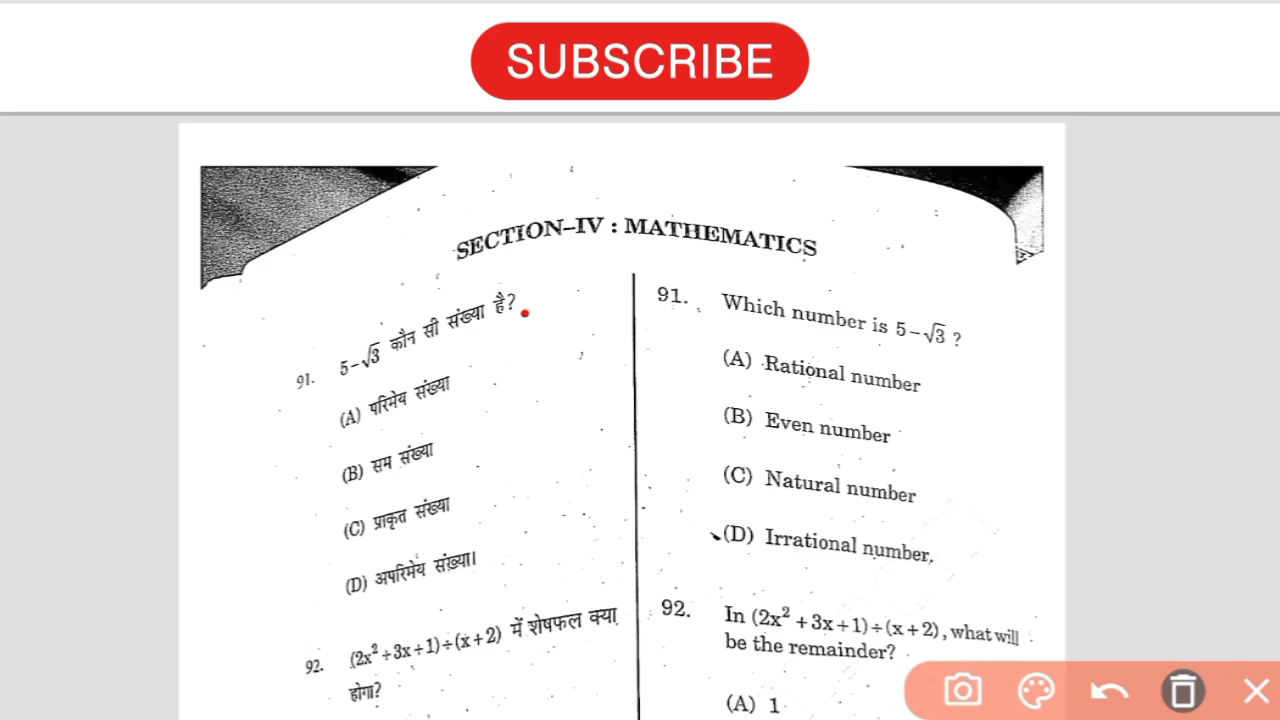 SUBSCRIBE
SECTION–IV : MATHEMATICS
91. 5–√3 कौन सी संख्या है?
(A) परिमेय संख्या
(B) सम संख्या
(C) प्राकृत संख्या
(D) अपरिमेय संख्या।
92. (2x² + 3x + 1) ÷ (x + 2) में शेषफल क्या
होगा?
91. Which number is 5–√3 ?
(A) Rational number
(B) Even number
(C) Natural number
(D) Irrational number.
92. In (2x² + 3x + 1) ÷ (x + 2), what will
be the remainder?
(A) 1